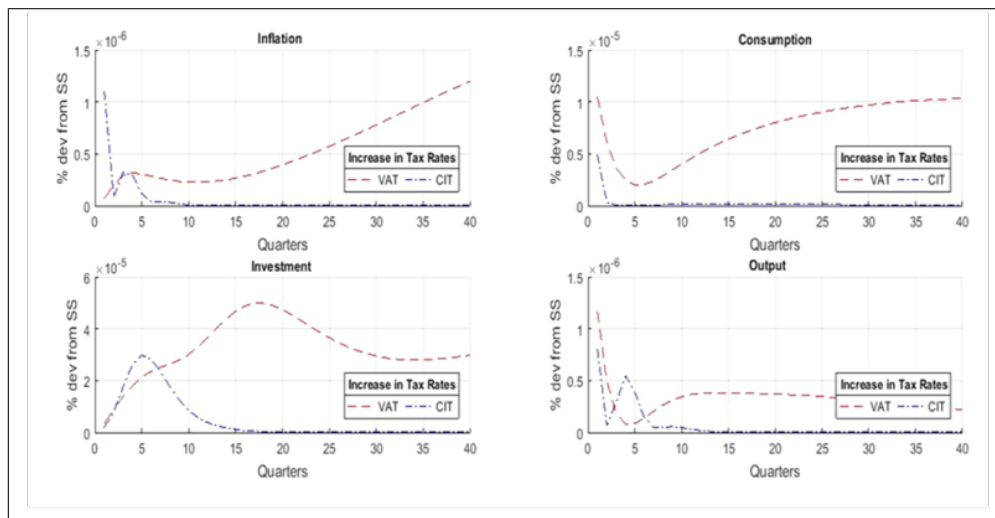 Inflation
×10⁻⁶
1.5
1
0.5
0
% dev from SS
0 5 10 15 20 25 30 35 40
Quarters
Increase in Tax Rates
VAT CIT
Consumption
×10⁻⁵
1.5
1
0.5
0
% dev from SS
0 5 10 15 20 25 30 35 40
Quarters
Increase in Tax Rates
VAT CIT
Investment
×10⁻⁵
6
4
2
0
% dev from SS
0 5 10 15 20 25 30 35 40
Quarters
Increase in Tax Rates
VAT CIT
Output
×10⁻⁶
1.5
1
0.5
0
% dev from SS
0 5 10 15 20 25 30 35 40
Quarters
Increase in Tax Rates
VAT CIT